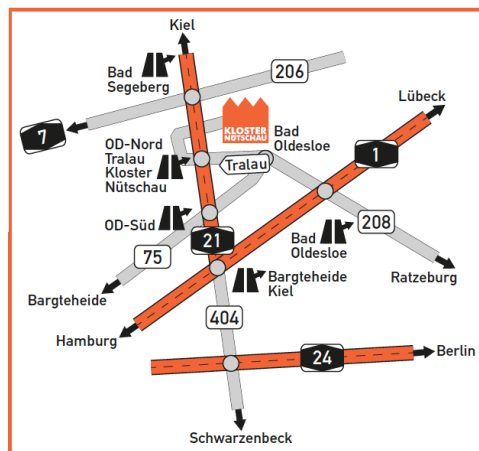 Kiel
Bad
Segeberg
206
7
KLOSTER
NÜTSCHAU
Lübeck
OD-Nord
Tralau
Kloster
Nütschau
Bad
Oldesloe
1
Tralau
OD-Süd
21
208
75
Bad
Oldesloe
Bargteheide
Kiel
Ratzeburg
Bargteheide
404
Hamburg
24
Berlin
Schwarzenbeck